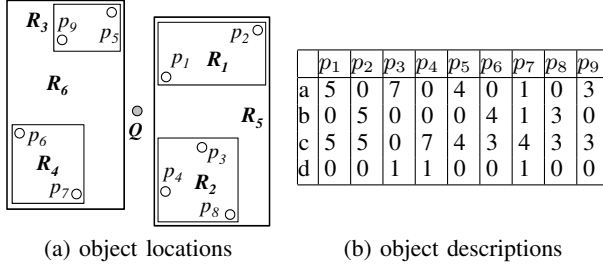 R3 p9 p5
p2
R1
p1
R6
Q
R5
p6
R4
p7
p3
p4 R2
p8
(a) object locations
p1 p2 p3 p4 p5 p6 p7 p8 p9
a 5 0 7 0 4 0 1 0 3
b 0 5 0 0 0 4 1 3 0
c 5 5 0 7 4 3 4 3 3
d 0 0 1 1 0 0 1 0 0
(b) object descriptions